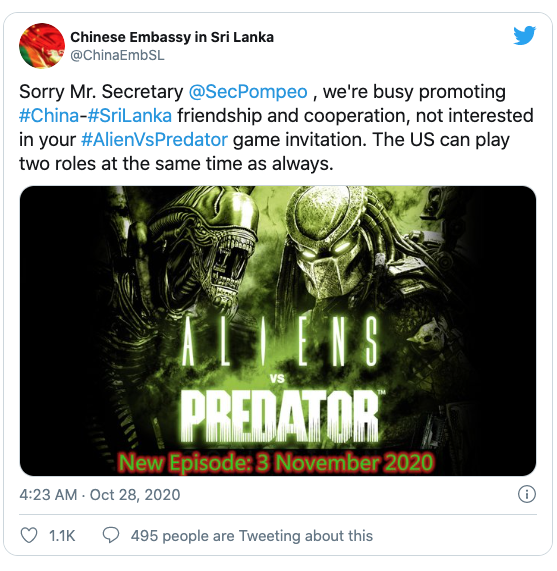 Chinese Embassy in Sri Lanka
@ChinaEmbSL
Sorry Mr. Secretary @SecPompeo , we're busy promoting
#China-#SriLanka friendship and cooperation, not interested
in your #AlienVsPredator game invitation. The US can play
two roles at the same time as always.
ALIENS
VS
PREDATOR™
New Episode: 3 November 2020
4:23 AM · Oct 28, 2020
1.1K
495 people are Tweeting about this